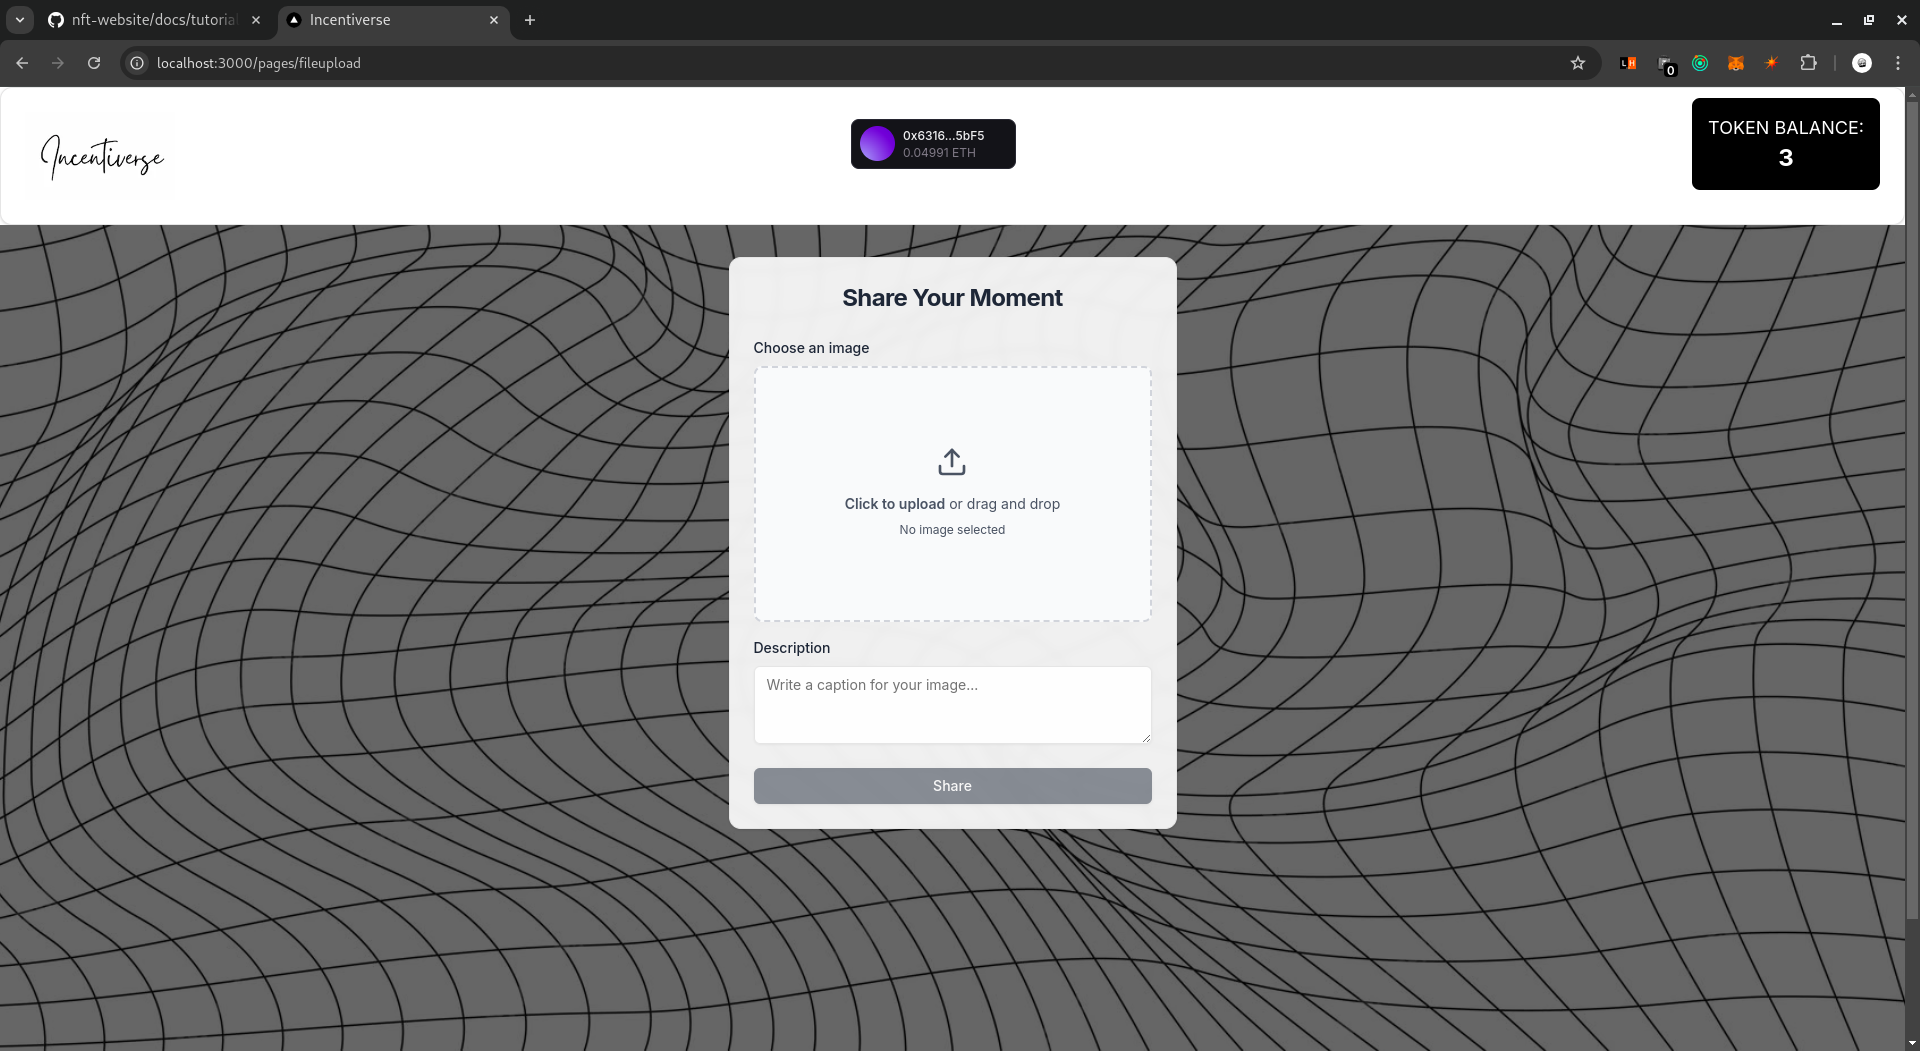 nft-website/docs/tutoria
Incentiverse
localhost:3000/pages/fileupload
LH
0
Incentiverse
0x6316...5bF5
0.04991 ETH
TOKEN BALANCE:
3
Share Your Moment
Choose an image
Click to upload or drag and drop
No image selected
Description
Write a caption for your image...
Share